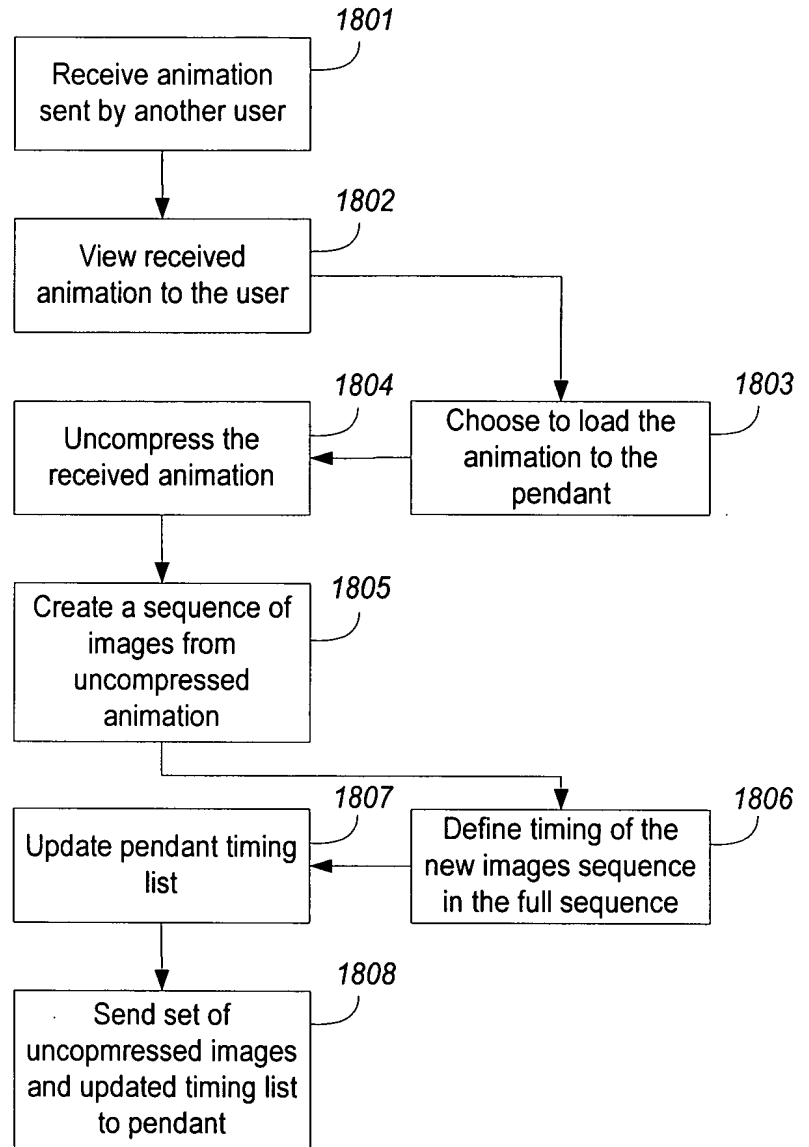 1801
Receive animation
sent by another user
1802
View received
animation to the user
1803
Choose to load the
animation to the
pendant
1804
Uncompress the
received animation
1805
Create a sequence of
images from
uncompressed
animation
1806
Define timing of the
new images sequence
in the full sequence
1807
Update pendant timing
list
1808
Send set of
uncopmressed images
and updated timing list
to pendant